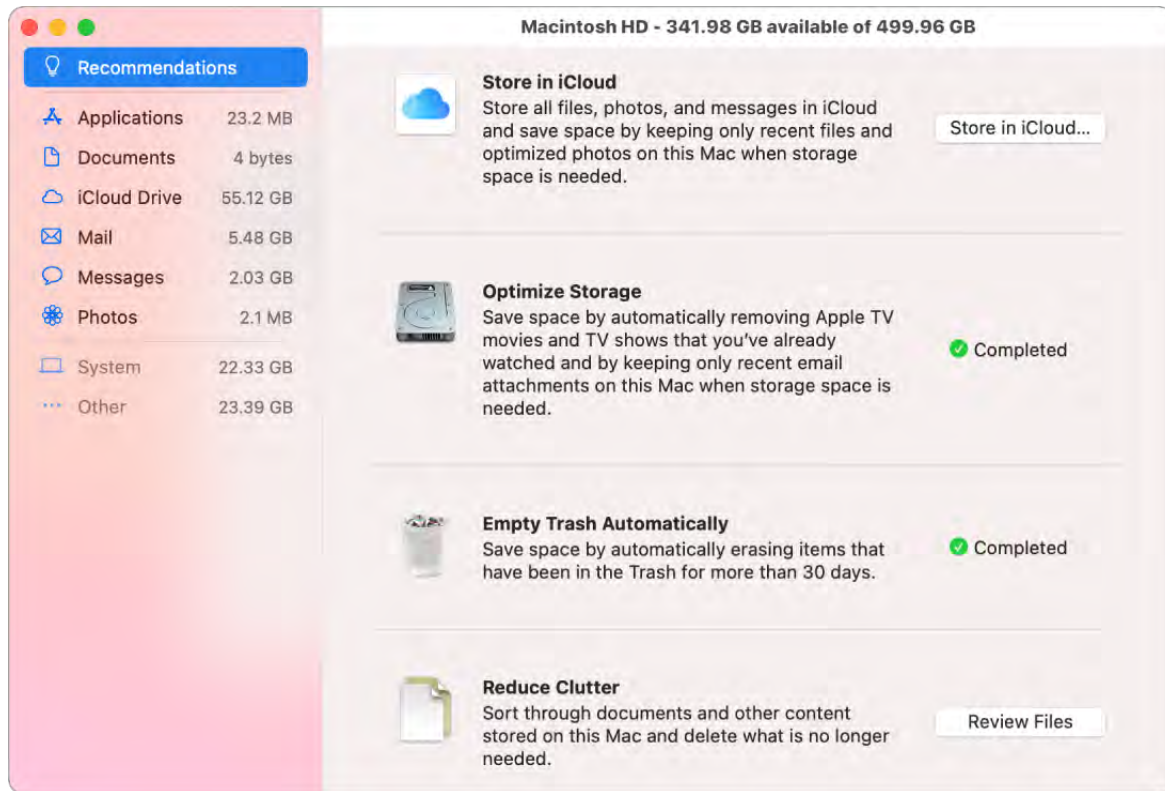 Macintosh HD - 341.98 GB available of 499.96 GB
Recommendations
Applications 23.2 MB
Documents 4 bytes
iCloud Drive 55.12 GB
Mail 5.48 GB
Messages 2.03 GB
Photos 2.1 MB
System 22.33 GB
Other 23.39 GB
Store in iCloud
Store all files, photos, and messages in iCloud
and save space by keeping only recent files and
optimized photos on this Mac when storage
space is needed.
Store in iCloud...
Optimize Storage
Save space by automatically removing Apple TV
movies and TV shows that you've already
watched and by keeping only recent email
attachments on this Mac when storage space is
needed.
Completed
Empty Trash Automatically
Save space by automatically erasing items that
have been in the Trash for more than 30 days.
Completed
Reduce Clutter
Sort through documents and other content
stored on this Mac and delete what is no longer
needed.
Review Files